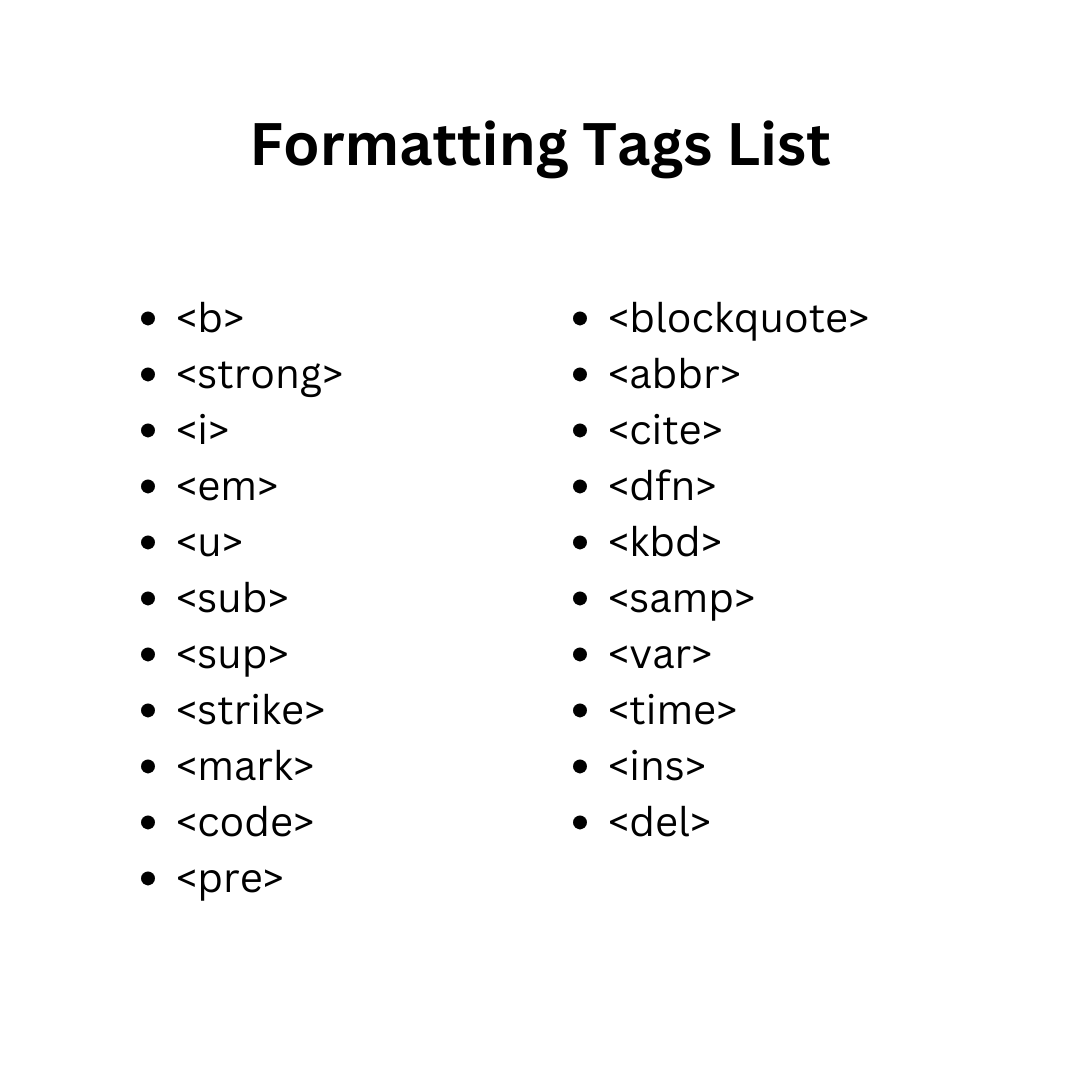 Formatting Tags List
• <b>
• <strong>
• <i>
• <em>
• <u>
• <sub>
• <sup>
• <strike>
• <mark>
• <code>
• <pre>
• <blockquote>
• <abbr>
• <cite>
• <dfn>
• <kbd>
• <samp>
• <var>
• <time>
• <ins>
• <del>